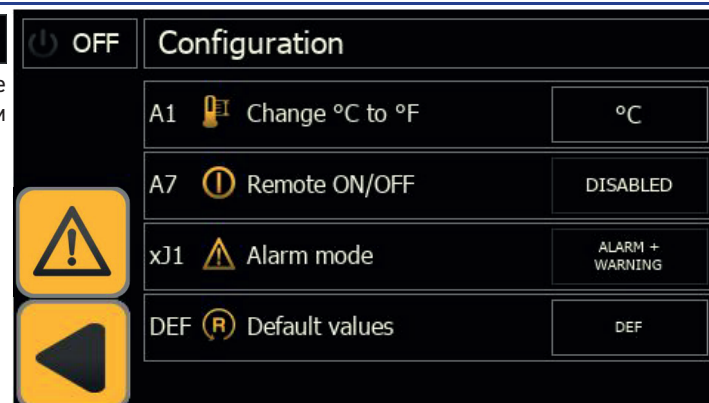 OFF Configuration
A1 Change °C to °F °C
A7 Remote ON/OFF DISABLED
xJ1 Alarm mode ALARM + WARNING
DEF R Default values DEF